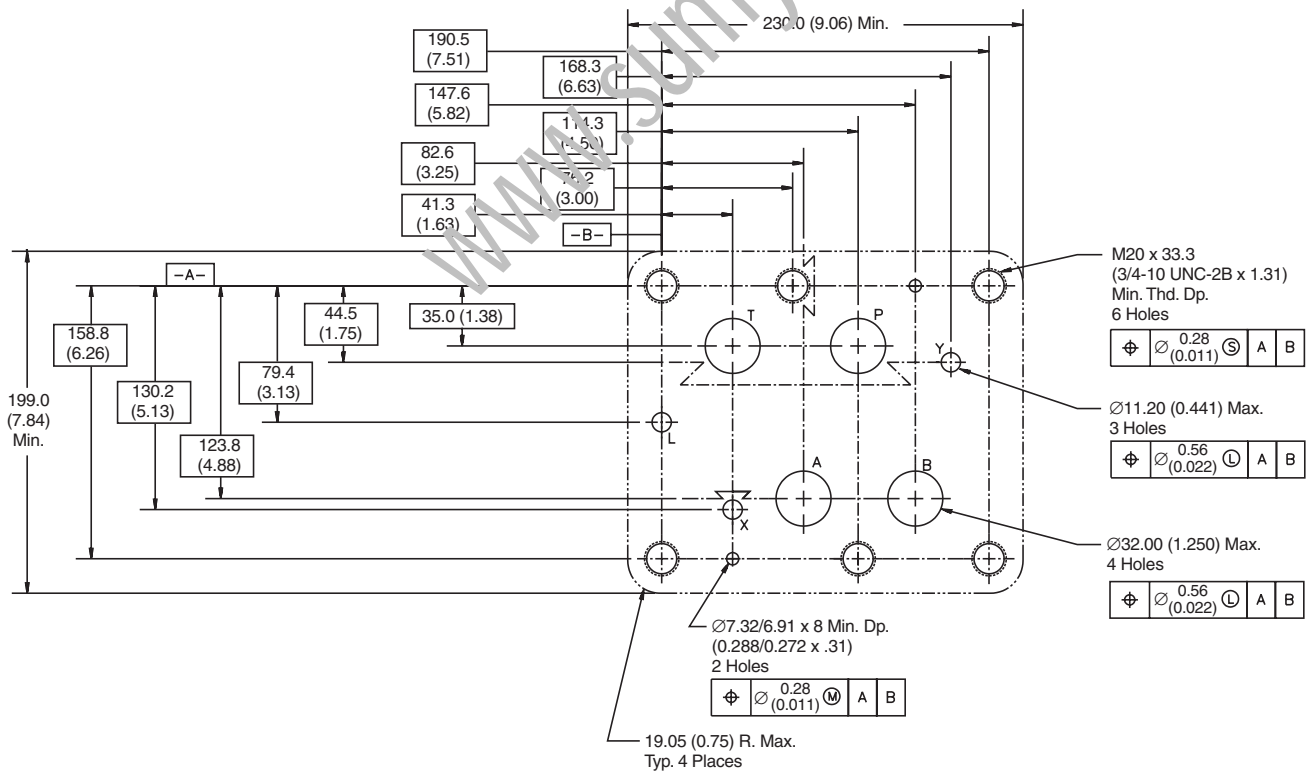 230.0 (9.06) Min.
190.5
(7.51)
168.3
(6.63)
147.6
(5.82)
114.3
(4.50)
82.6
(3.25)
(3.00)
41.3
(1.63)
-B-
-A-
T
P
Y
L
A
B
X
M20 x 33.3
(3/4-10 UNC-2B x 1.31)
Min. Thd. Dp.
6 Holes
⌖ ∅ 0.28 (0.011) Ⓢ A B
44.5
(1.75)
35.0 (1.38)
158.8
(6.26)
79.4
(3.13)
130.2
(5.13)
199.0
(7.84)
Min.
123.8
(4.88)
∅11.20 (0.441) Max.
3 Holes
⌖ ∅ 0.56 (0.022) Ⓛ A B
∅32.00 (1.250) Max.
4 Holes
⌖ ∅ 0.56 (0.022) Ⓛ A B
∅7.32/6.91 x 8 Min. Dp.
(0.288/0.272 x .31)
2 Holes
⌖ ∅ 0.28 (0.011) Ⓜ A B
19.05 (0.75) R. Max.
Typ. 4 Places